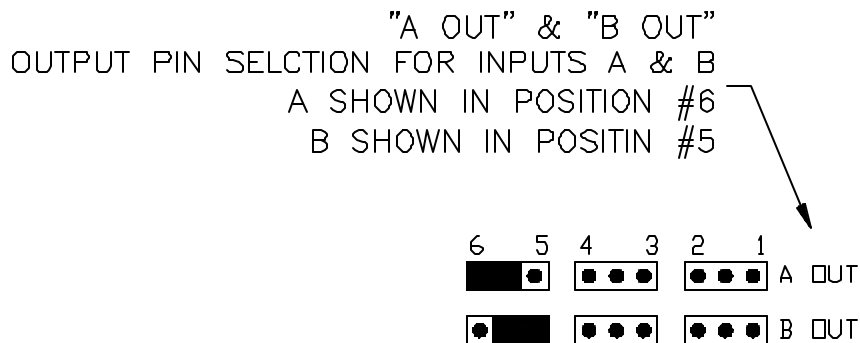 "A OUT" & "B OUT"
OUTPUT PIN SELCTION FOR INPUTS A & B
A SHOWN IN POSITION #6
B SHOWN IN POSITIN #5
6 5 4 3 2 1
A OUT
B OUT